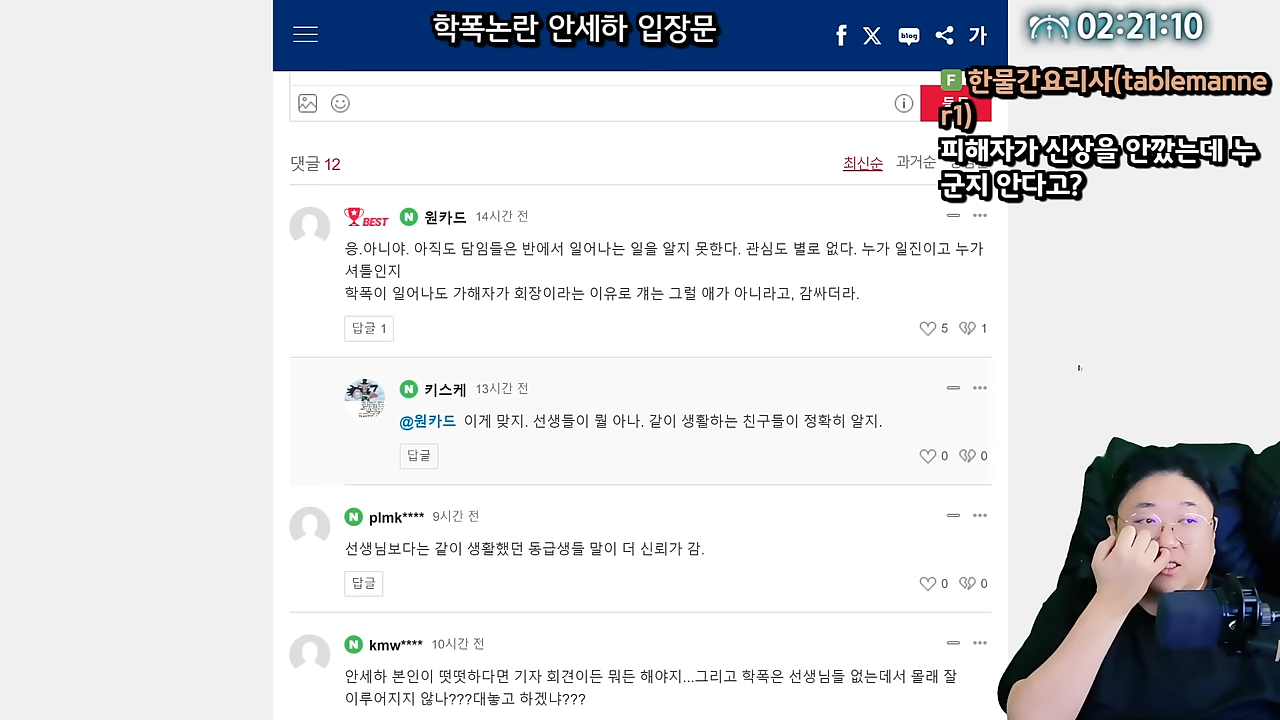 학폭논란 안세하 입장문
blog
가
02:21:10
F 한물간요리사(tablemanne
r1)
피해자가 신상을 안깠는데 누
군지 안다고?
댓글 12
최신순 과거순
BEST N 원카드 14시간 전
응.아니야. 아직도 담임들은 반에서 일어나는 일을 알지 못한다. 관심도 별로 없다. 누가 일진이고 누가
셔틀인지
학폭이 일어나도 가해자가 회장이라는 이유로 걔는 그럴 애가 아니라고, 감싸더라.
답글 1
5 1
N 키스케 13시간 전
@원카드 이게 맞지. 선생들이 뭘 아나. 같이 생활하는 친구들이 정확히 알지.
답글
0 0
N plmk**** 9시간 전
선생님보다는 같이 생활했던 동급생들 말이 더 신뢰가 감.
답글
0 0
N kmw**** 10시간 전
안세하 본인이 떳떳하다면 기자 회견이든 뭐든 해야지...그리고 학폭은 선생님들 없는데서 몰래 잘
이루어지지 않나???대놓고 하겠냐???